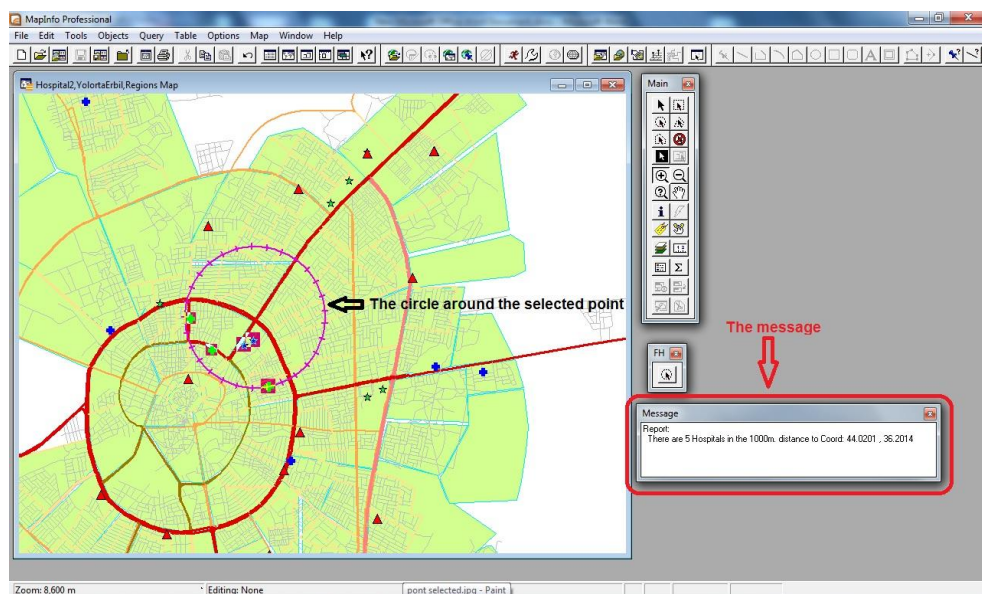 MapInfo Professional
File Edit Tools Objects Query Table Options Map Window Help
Hospital2,YolortaErbil,Regions Map
Main
The circle around the selected point
The message
FH
Message
Report:
There are 5 Hospitals in the 1000m. distance to Coord: 44.0201 , 36.2014
Zoom: 8,600 m
Editing: None
pont selected.jpg - Paint